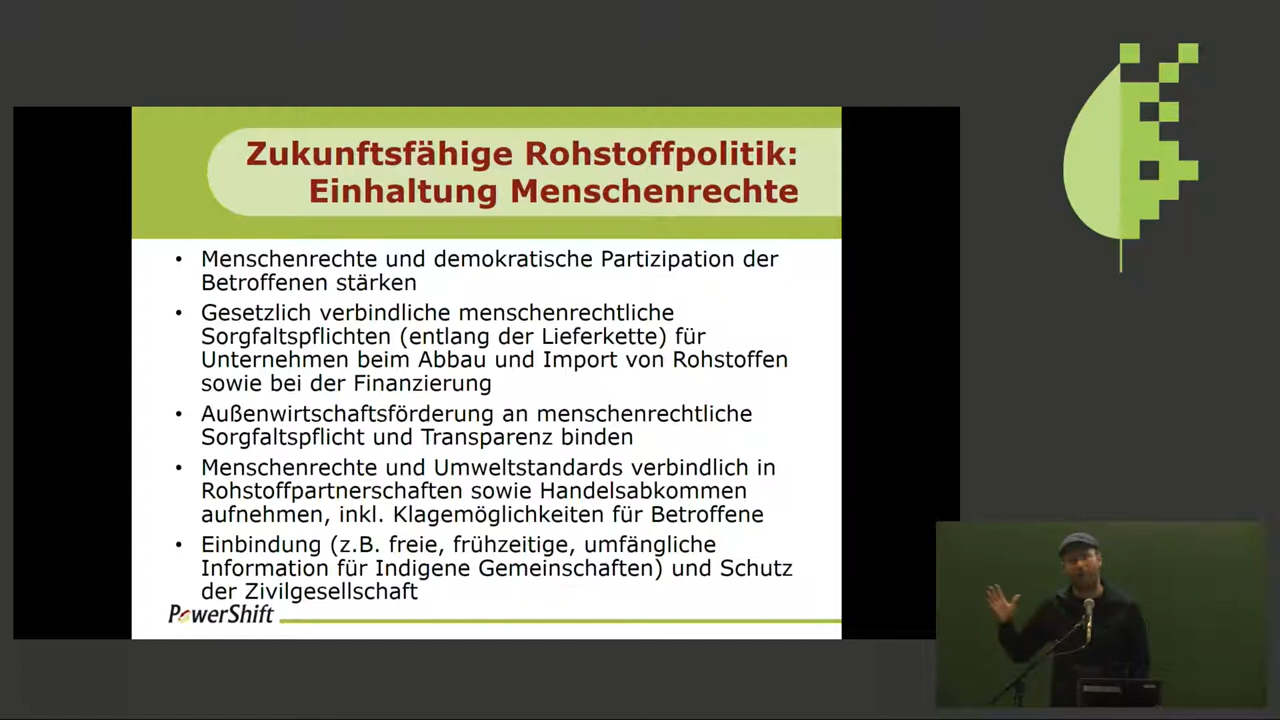 Zukunftsfähige Rohstoffpolitik:
Einhaltung Menschenrechte
• Menschenrechte und demokratische Partizipation der
Betroffenen stärken
• Gesetzlich verbindliche menschenrechtliche
Sorgfaltspflichten (entlang der Lieferkette) für
Unternehmen beim Abbau und Import von Rohstoffen
sowie bei der Finanzierung
• Außenwirtschaftsförderung an menschenrechtliche
Sorgfaltspflicht und Transparenz binden
• Menschenrechte und Umweltstandards verbindlich in
Rohstoffpartnerschaften sowie Handelsabkommen
aufnehmen, inkl. Klagemöglichkeiten für Betroffene
• Einbindung (z.B. freie, frühzeitige, umfängliche
Information für Indigene Gemeinschaften) und Schutz
der Zivilgesellschaft
PowerShift